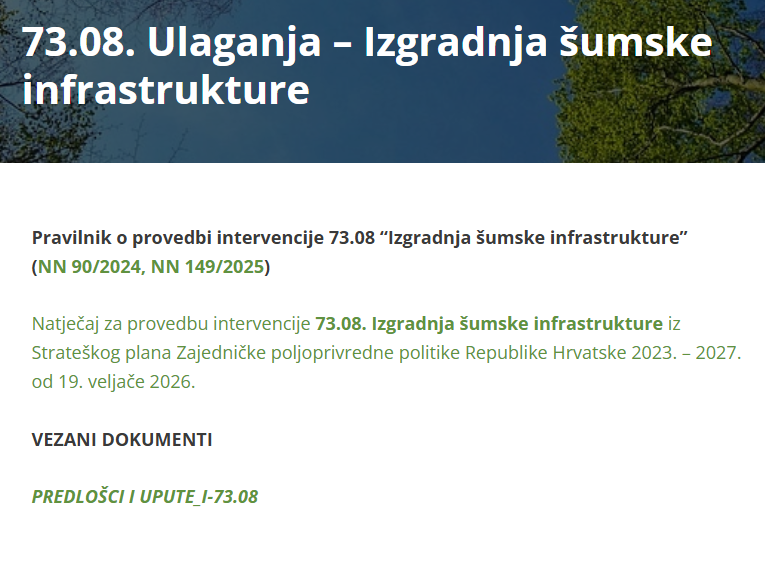 73.08. Ulaganja – Izgradnja šumske
infrastrukture
Pravilnik o provedbi intervencije 73.08 “Izgradnja šumske infrastrukture”
(NN 90/2024, NN 149/2025)
Natječaj za provedbu intervencije 73.08. Izgradnja šumske infrastrukture iz
Strateškog plana Zajedničke poljoprivredne politike Republike Hrvatske 2023. – 2027.
od 19. veljače 2026.
VEZANI DOKUMENTI
PREDLOŠCI I UPUTE_I-73.08